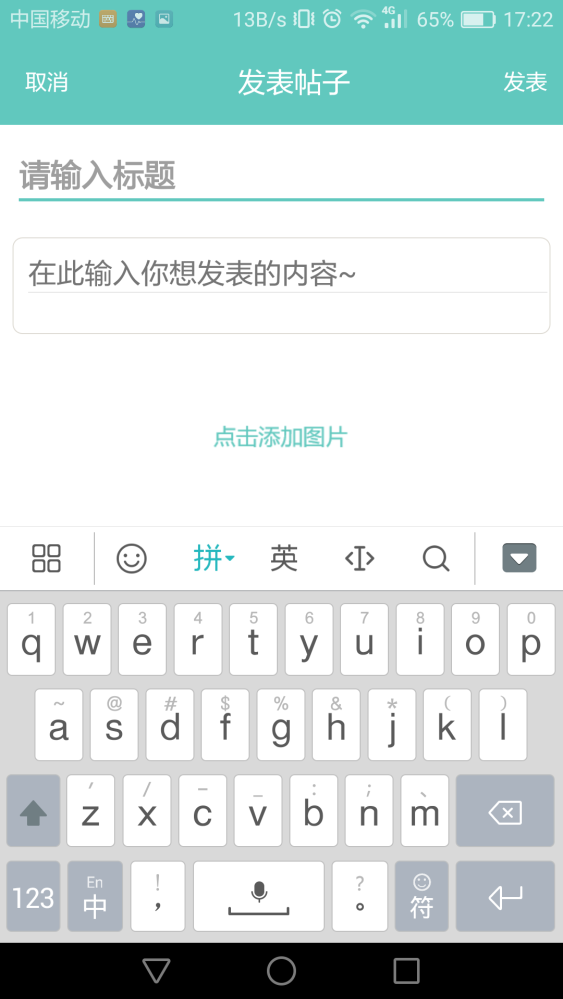 中国移动 13B/s 4G 65% 17:22
取消 发表帖子 发表
请输入标题
在此输入你想发表的内容~
点击添加图片
拼 英
1 2 3 4 5 6 7 8 9 0
q w e r t y u i o p
~ @ # $ % & * ( )
a s d f g h j k l
′ / – _ : ; 、
z x c v b n m
En ! ?
123 中 , 。 符